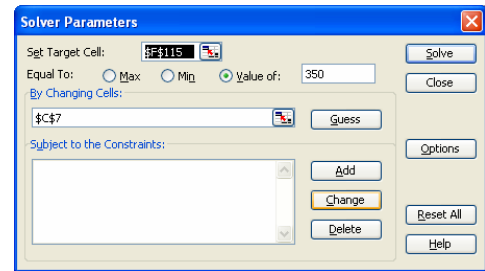 Solver Parameters
Set Target Cell: $F$115 Solve
Equal To: Max Min Value of: 350 Close
By Changing Cells:
$C$7 Guess
Subject to the Constraints: Options
Add
Change
Reset All
Delete
Help